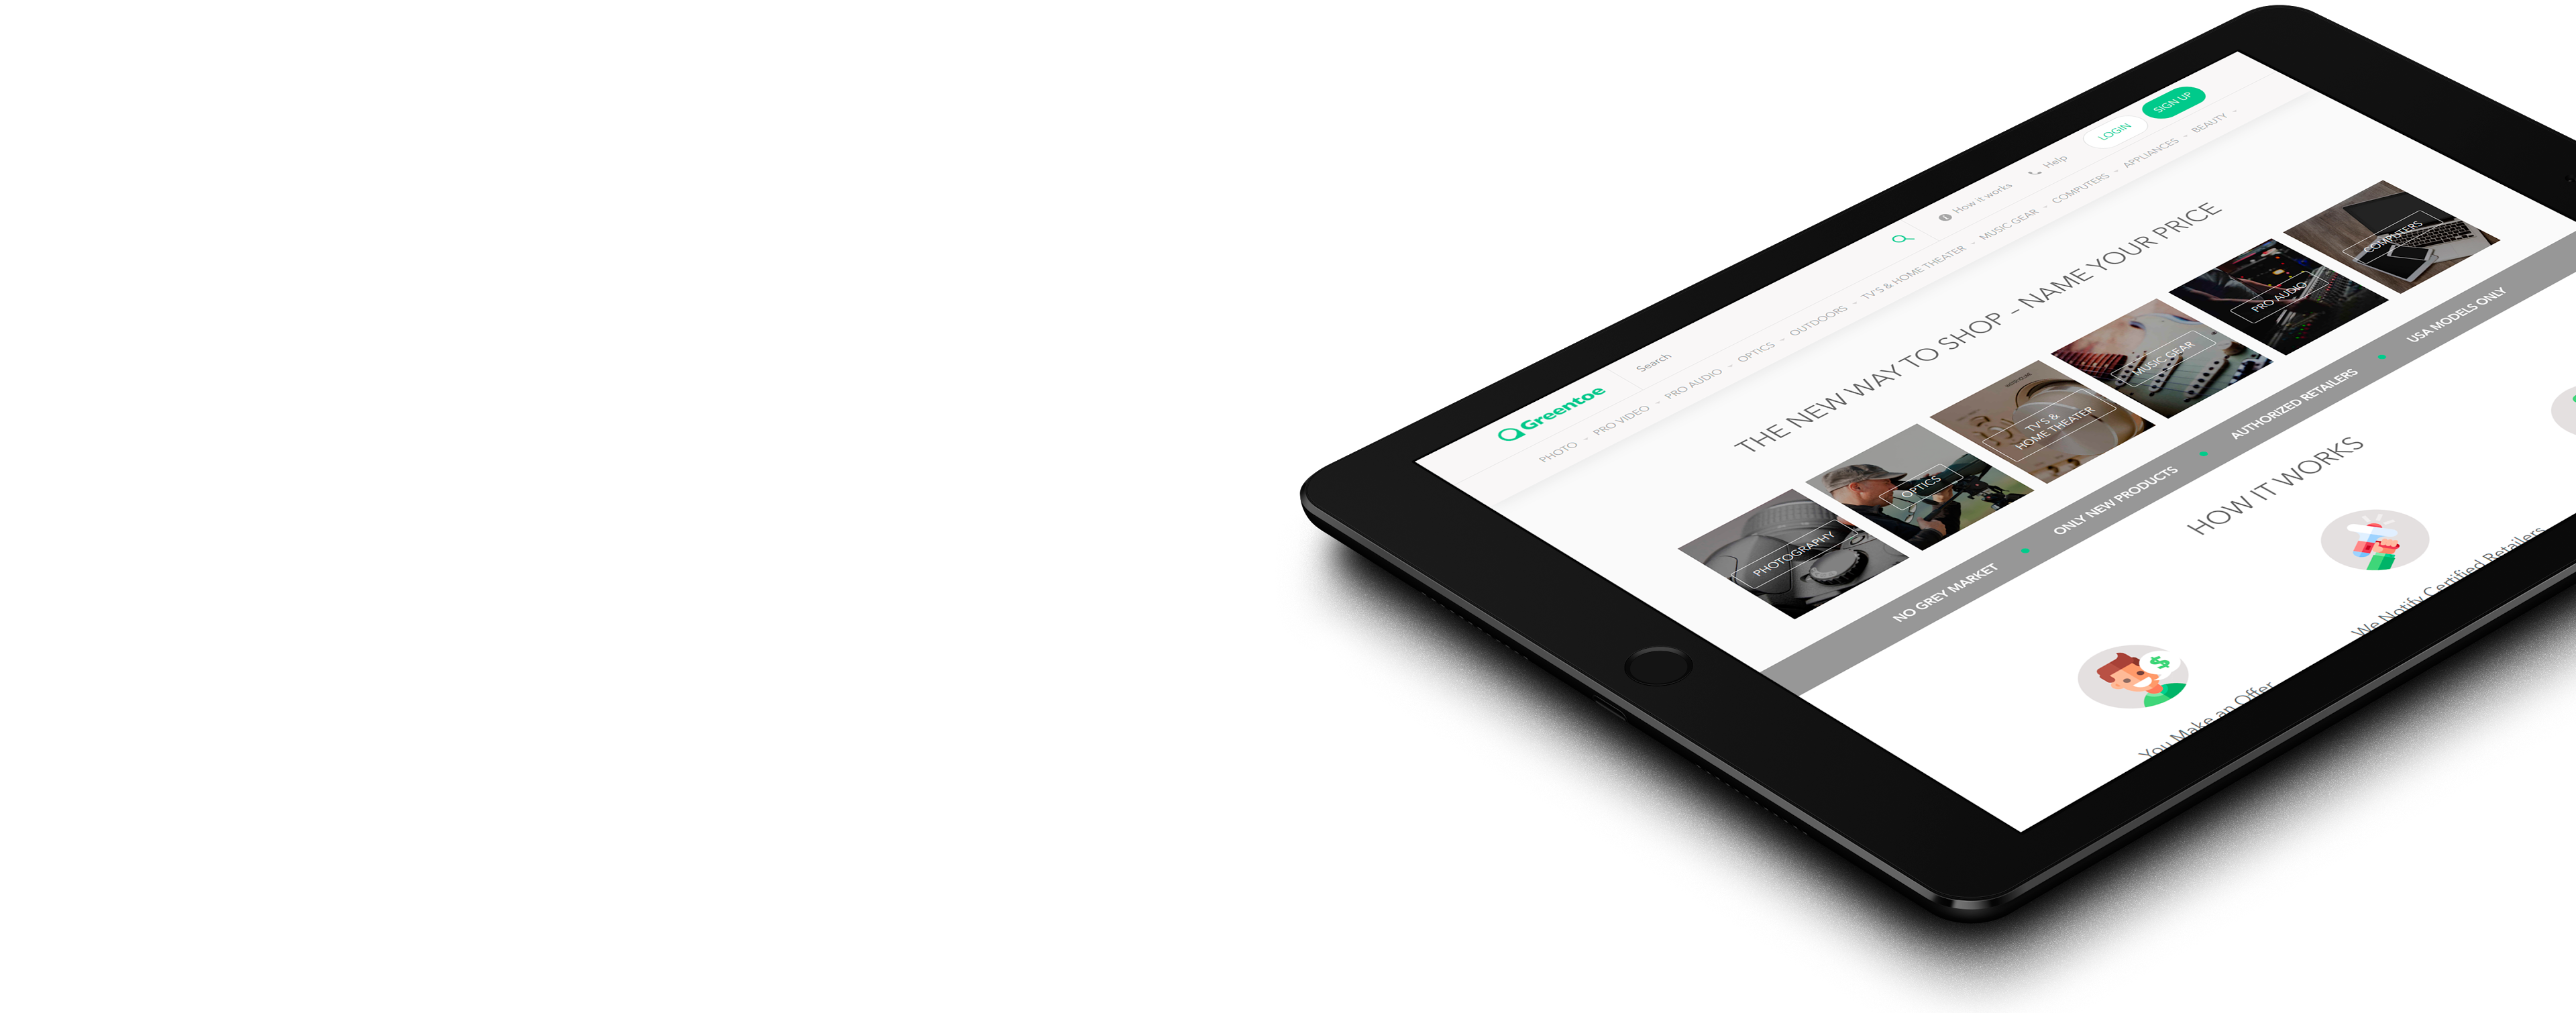 Greentoe
Search
How it works
Help
LOGIN
SIGN UP
PHOTO
PRO VIDEO
PRO AUDIO
OPTICS
OUTDOORS
TV'S & HOME THEATER
MUSIC GEAR
COMPUTERS
APPLIANCES
BEAUTY
THE NEW WAY TO SHOP - NAME YOUR PRICE
PHOTOGRAPHY
OPTICS
TV'S &
HOME THEATER
MUSIC GEAR
PRO AUDIO
COMPUTERS
NO GREY MARKET
ONLY NEW PRODUCTS
AUTHORIZED RETAILERS
USA MODELS ONLY
HOW IT WORKS
$
You Make an Offer
We Notify Certified Retailers